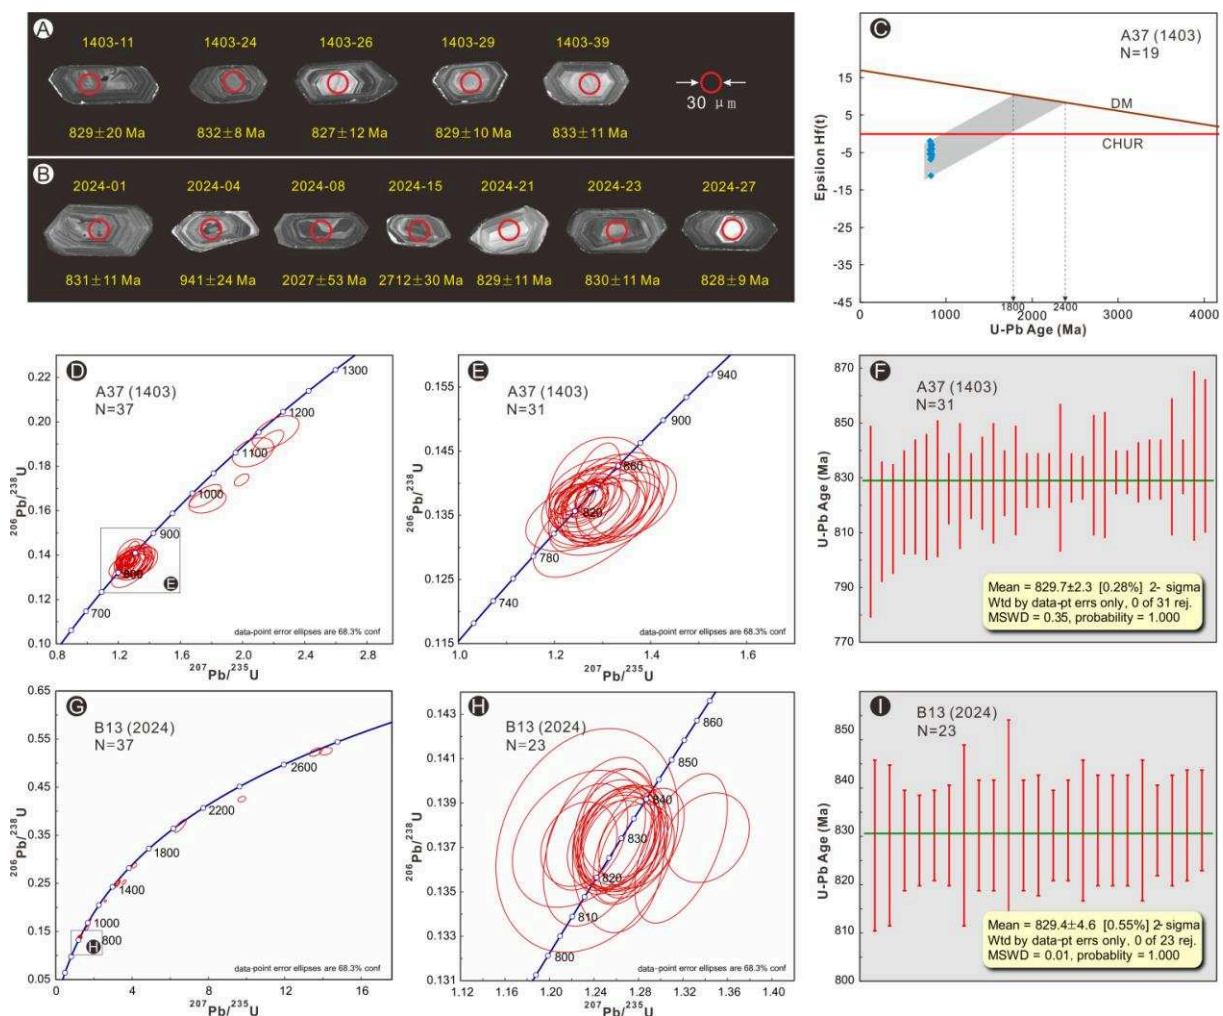 A
1403-11 1403-24 1403-26 1403-29 1403-39
30 μm
829±20 Ma 832±8 Ma 827±12 Ma 829±10 Ma 833±11 Ma
B
2024-01 2024-04 2024-08 2024-15 2024-21 2024-23 2024-27
831±11 Ma 941±24 Ma 2027±53 Ma 2712±30 Ma 829±11 Ma 830±11 Ma 828±9 Ma
C
A37 (1403)
N=19
Epsilon Hf(t)
15
5
-5
-15
-25
-35
-45
DM
CHUR
1800 2400
0 1000 2000 3000 4000
U-Pb Age (Ma)
D
A37 (1403)
N=37
206Pb/238U
0.22
0.20
0.18
0.16
0.14
0.12
0.10
1300
1200
1100
1000
900
800
700
E
data-point error ellipses are 68.3% conf
0.8 1.2 1.6 2.0 2.4 2.8
207Pb/235U
E
A37 (1403)
N=31
206Pb/238U
0.155
0.145
0.135
0.125
0.115
940
900
860
820
780
740
data-point error ellipses are 68.3% conf
1.0 1.2 1.4 1.6
207Pb/235U
F
A37 (1403)
N=31
U-Pb Age (Ma)
870
850
830
810
790
770
Mean = 829.7±2.3 [0.28%] 2- sigma
Wtd by data-pt errs only, 0 of 31 rej.
MSWD = 0.35, probability = 1.000
G
B13 (2024)
N=37
206Pb/238U
0.65
0.55
0.45
0.35
0.25
0.15
0.05
2600
2200
1800
1400
1000
800
H
data-point error ellipses are 68.3% conf
0 4 8 12 16
207Pb/235U
H
B13 (2024)
N=23
206Pb/238U
0.143
0.141
0.139
0.137
0.135
0.133
0.131
860
850
840
830
820
810
800
data-point error ellipses are 68.3% conf
1.12 1.16 1.20 1.24 1.28 1.32 1.36 1.40
207Pb/235U
I
B13 (2024)
N=23
U-Pb Age (Ma)
850
840
830
820
810
800
Mean = 829.4±4.6 [0.55%] 2- sigma
Wtd by data-pt errs only, 0 of 23 rej.
MSWD = 0.01, probablity = 1.000